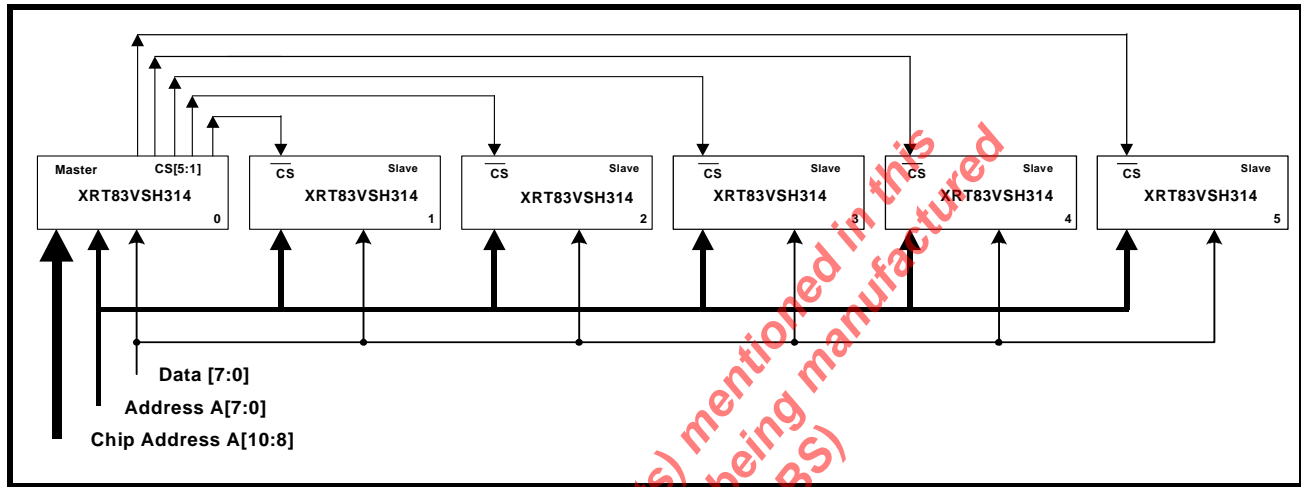 Master CS[5:1]
XRT83VSH314
0
CS Slave
XRT83VSH314
1
CS Slave
XRT83VSH314
2
CS Slave
XRT83VSH314
3
CS Slave
XRT83VSH314
4
CS Slave
XRT83VSH314
5
Data [7:0]
Address A[7:0]
Chip Address A[10:8]
s) mentioned in this
being manufactured
BS)